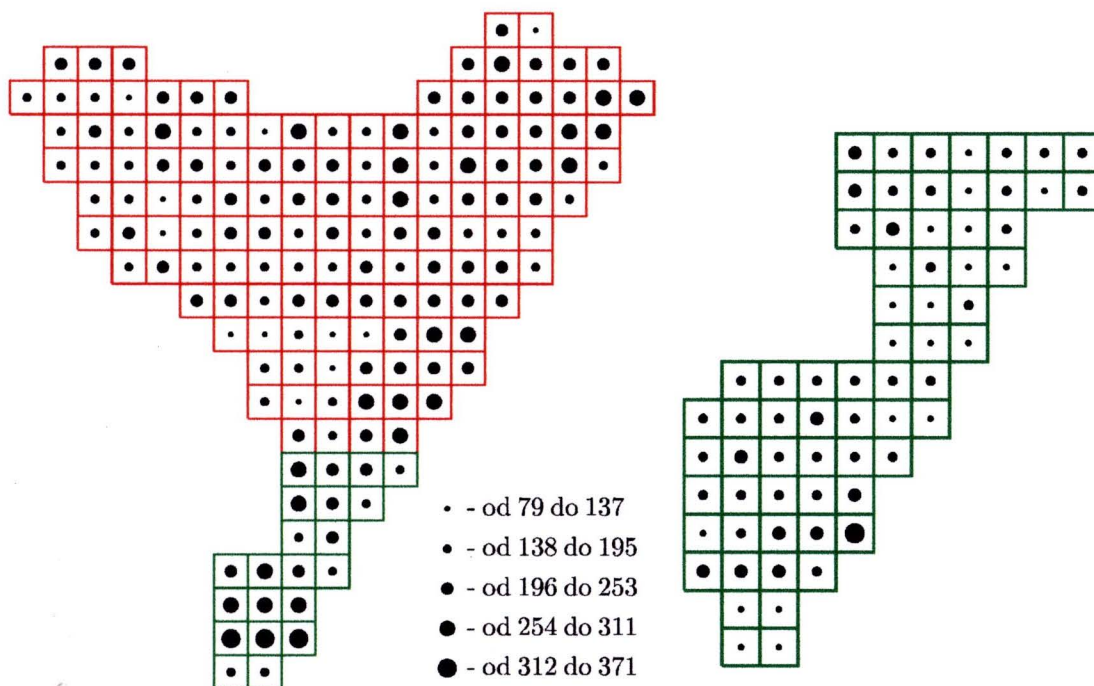 - od 79 do 137
- od 138 do 195
- od 196 do 253
- od 254 do 311
- od 312 do 371